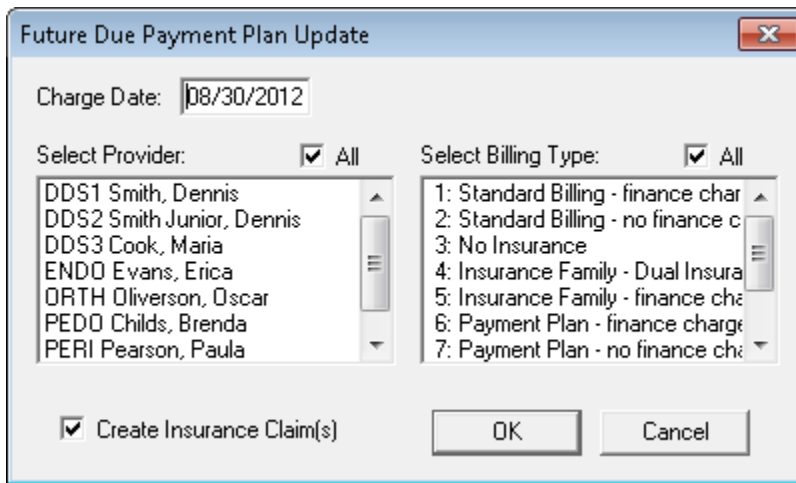 Future Due Payment Plan Update
Charge Date: 08/30/2012
Select Provider: All
DDS1 Smith, Dennis
DDS2 Smith Junior, Dennis
DDS3 Cook, Maria
ENDO Evans, Erica
ORTH Oliverson, Oscar
PEDO Childs, Brenda
PERI Pearson, Paula
Select Billing Type: All
1: Standard Billing - finance char
2: Standard Billing - no finance c
3: No Insurance
4: Insurance Family - Dual Insura
5: Insurance Family - finance cha
6: Payment Plan - finance charge
7: Payment Plan - no finance cha
Create Insurance Claim(s)
OK
Cancel